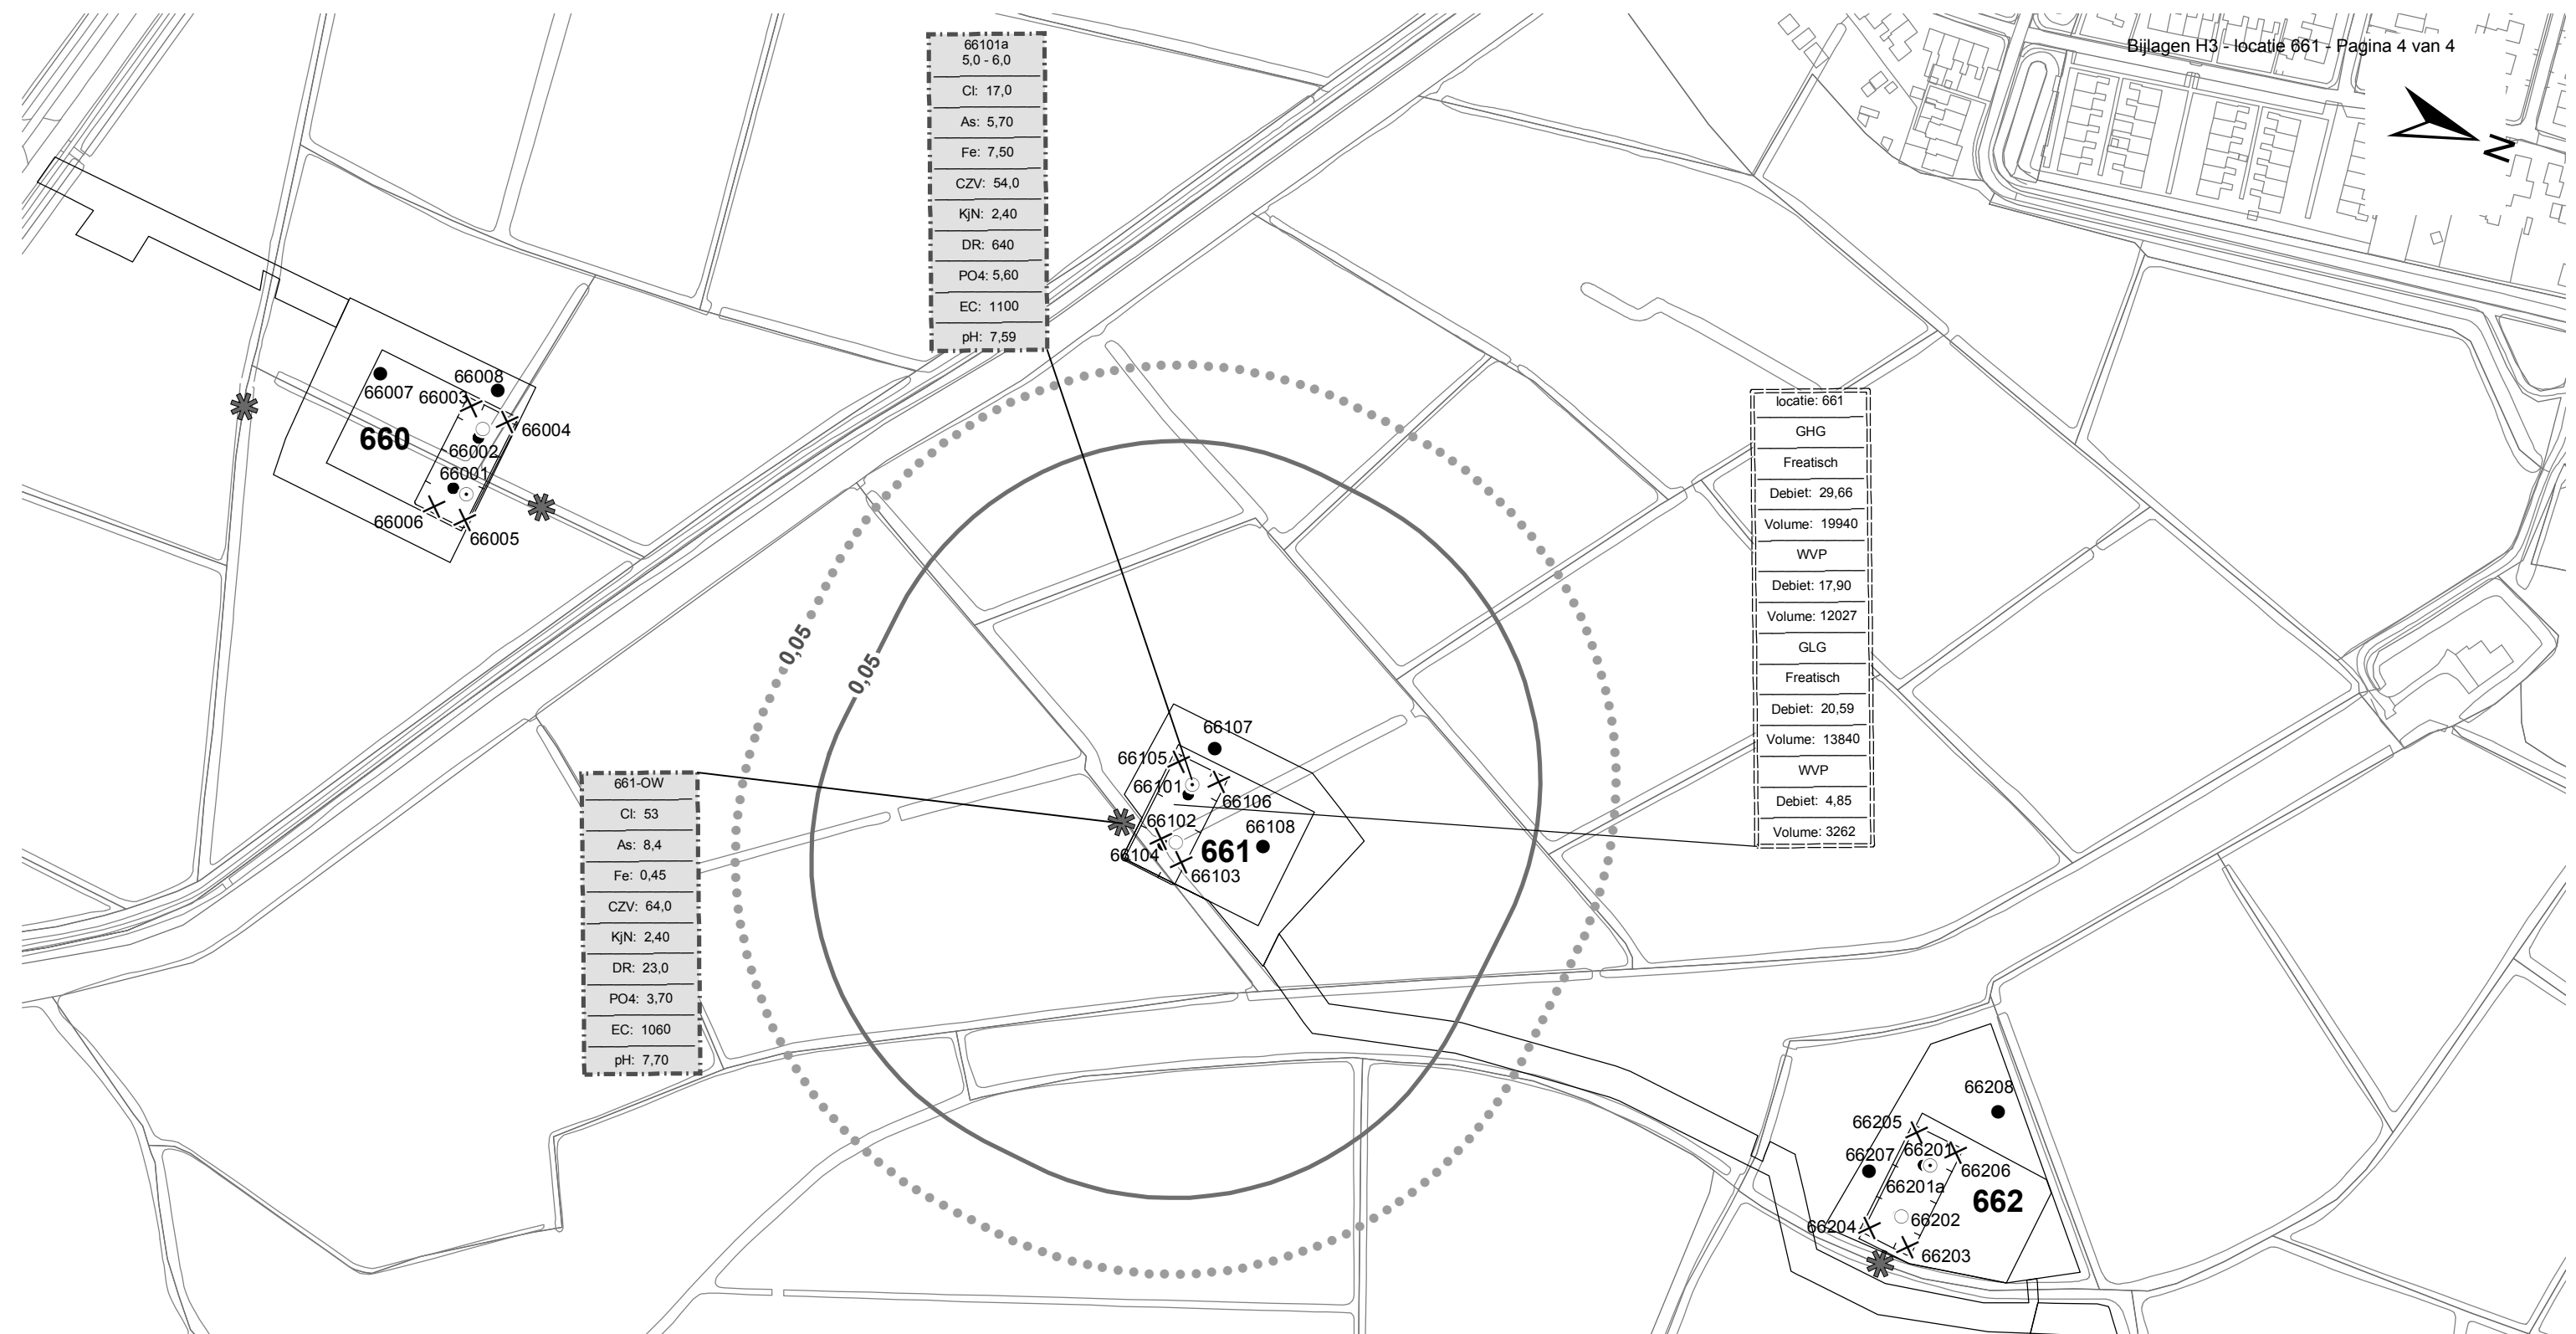 Bijlagen H3 - locatie 661 - Pagina 4 van 4
N
66101a
5,0 - 6,0
Cl: 17,0
As: 5,70
Fe: 7,50
CZV: 54,0
KjN: 2,40
DR: 640
PO4: 5,60
EC: 1100
pH: 7,59
66007
66008
66003
66004
660
66002
66001
66006
66005
locatie: 661
GHG
Freatisch
Debiet: 29,66
Volume: 19940
WVP
Debiet: 17,90
Volume: 12027
GLG
Freatisch
Debiet: 20,59
Volume: 13840
WVP
Debiet: 4,85
Volume: 3262
0,05
0,05
66107
66105
66101
66106
66102
66108
66104
661
66103
661-OW
Cl: 53
As: 8,4
Fe: 0,45
CZV: 64,0
KjN: 2,40
DR: 23,0
PO4: 3,70
EC: 1060
pH: 7,70
66208
66205
66201
66207
66206
66201a
662
66202
66204
66203